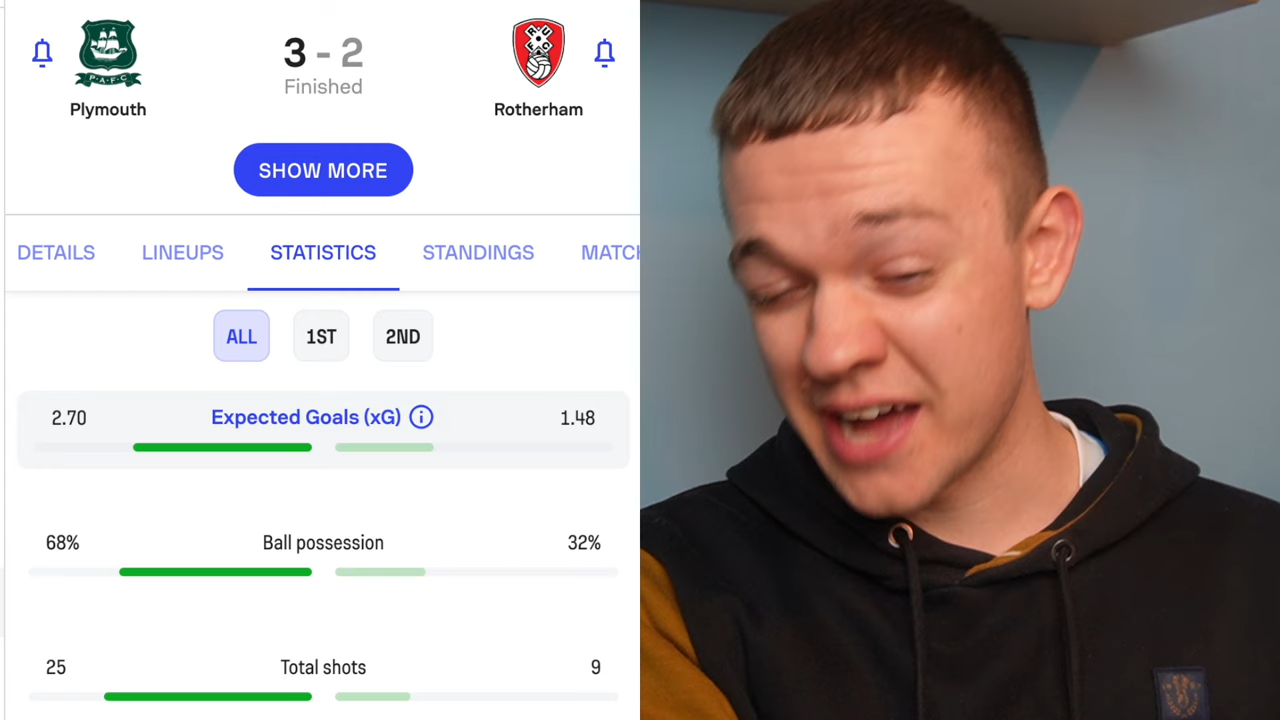 P.A.F.C
3 - 2
Finished
Plymouth
Rotherham
SHOW MORE
DETAILS LINEUPS STATISTICS STANDINGS MATCH
ALL 1ST 2ND
2.70 Expected Goals (xG) i 1.48
68% Ball possession 32%
25 Total shots 9